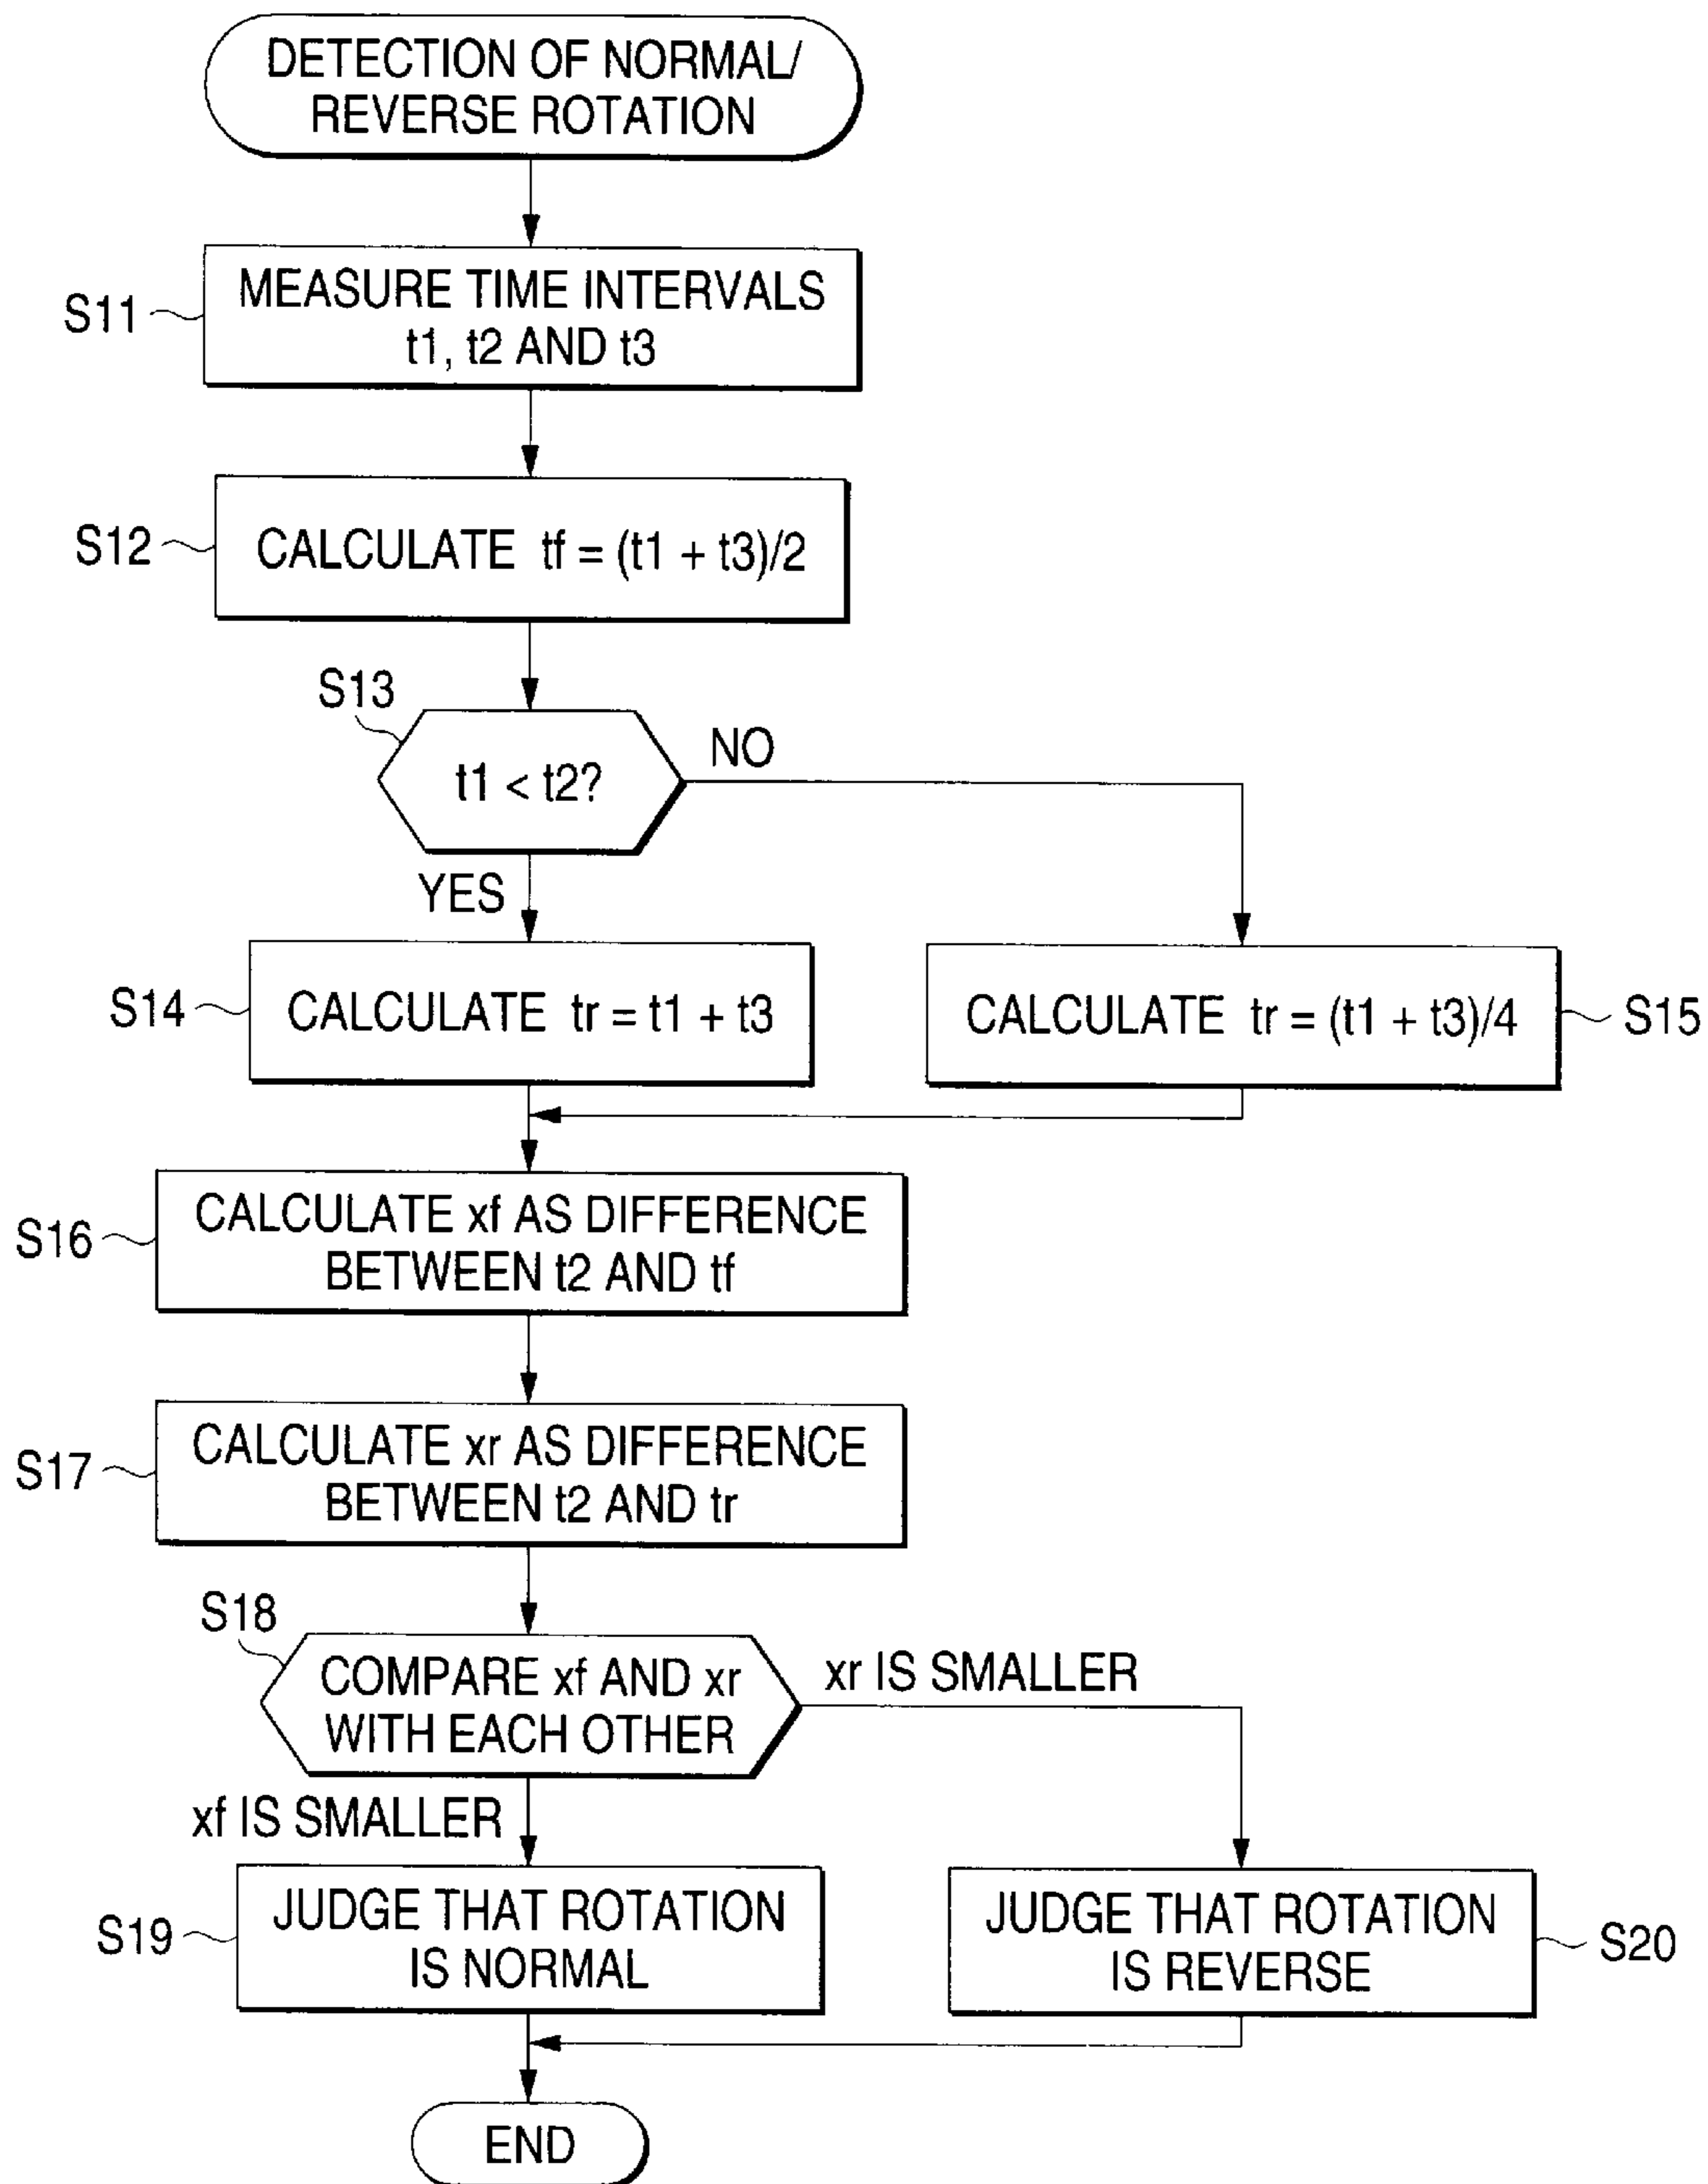 DETECTION OF NORMAL/
REVERSE ROTATION
S11
MEASURE TIME INTERVALS
t1, t2 AND t3
S12
CALCULATE tf = (t1 + t3)/2
S13
t1 < t2?
NO
YES
S14
CALCULATE tr = t1 + t3
CALCULATE tr = (t1 + t3)/4
S15
S16
CALCULATE xf AS DIFFERENCE
BETWEEN t2 AND tf
S17
CALCULATE xr AS DIFFERENCE
BETWEEN t2 AND tr
S18
COMPARE xf AND xr
WITH EACH OTHER
xr IS SMALLER
xf IS SMALLER
S19
JUDGE THAT ROTATION
IS NORMAL
JUDGE THAT ROTATION
IS REVERSE
S20
END